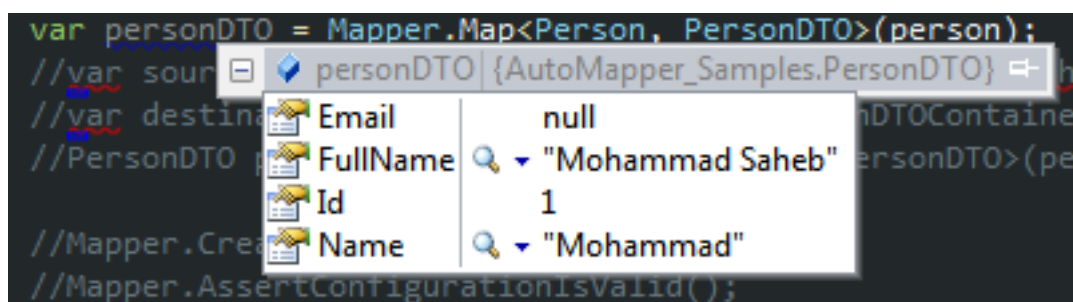 var personDTO = Mapper.Map<Person, PersonDTO>(person);
//var sour personDTO {AutoMapper_Samples.PersonDTO} h
//var destina Email null nDTOContaine
//PersonDTO p FullName "Mohammad Saheb" ersonDTO>(pe
Id 1
//Mapper.Crea Name "Mohammad"
//Mapper.AssertConfigurationIsValid();